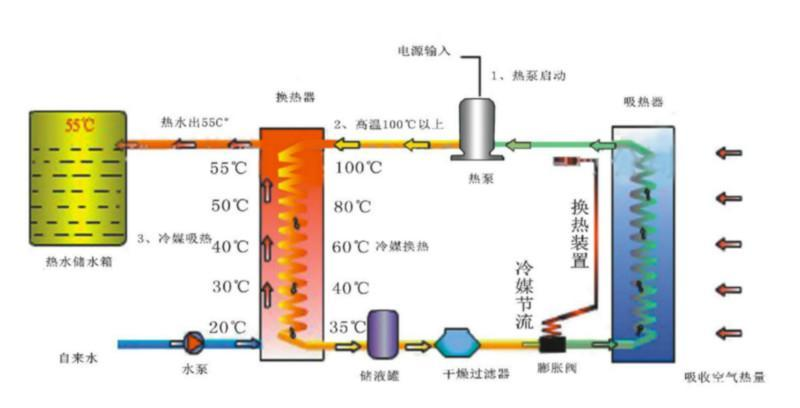 电源输入
1、热泵启动
换热器
吸热器
热水出55C°
2、高温100℃以上
55℃
热泵
55℃
100℃
50℃
80℃
换热装置
3、冷媒吸热
40℃
60℃
冷媒换热
热水储水箱
冷媒节流
30℃
40℃
20℃
35℃
自来水
水泵
储液罐
干燥过滤器
膨胀阀
吸收空气热量